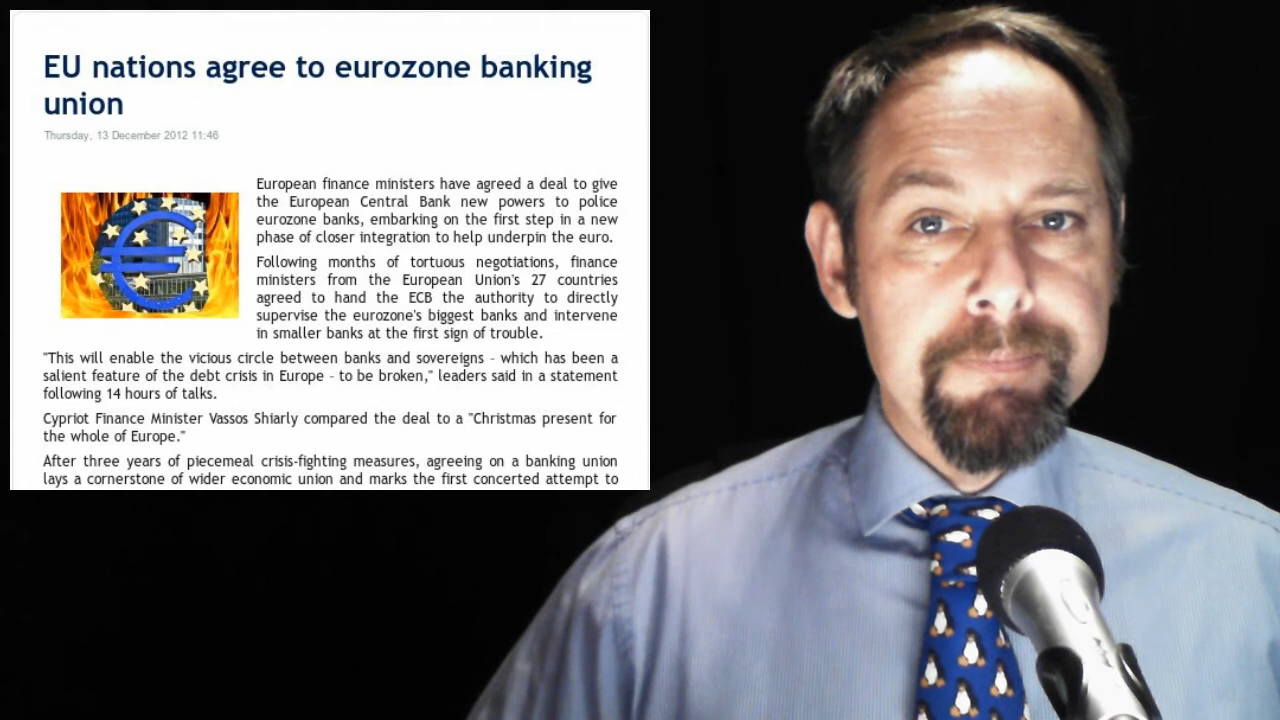 EU nations agree to eurozone banking
union
Thursday, 13 December 2012 11:46
European finance ministers have agreed a deal to give
the European Central Bank new powers to police
eurozone banks, embarking on the first step in a new
phase of closer integration to help underpin the euro.
Following months of tortuous negotiations, finance
ministers from the European Union's 27 countries
agreed to hand the ECB the authority to directly
supervise the eurozone's biggest banks and intervene
in smaller banks at the first sign of trouble.
"This will enable the vicious circle between banks and sovereigns - which has been a
salient feature of the debt crisis in Europe - to be broken," leaders said in a statement
following 14 hours of talks.
Cypriot Finance Minister Vassos Shiarly compared the deal to a "Christmas present for
the whole of Europe."
After three years of piecemeal crisis-fighting measures, agreeing on a banking union
lays a cornerstone of wider economic union and marks the first concerted attempt to